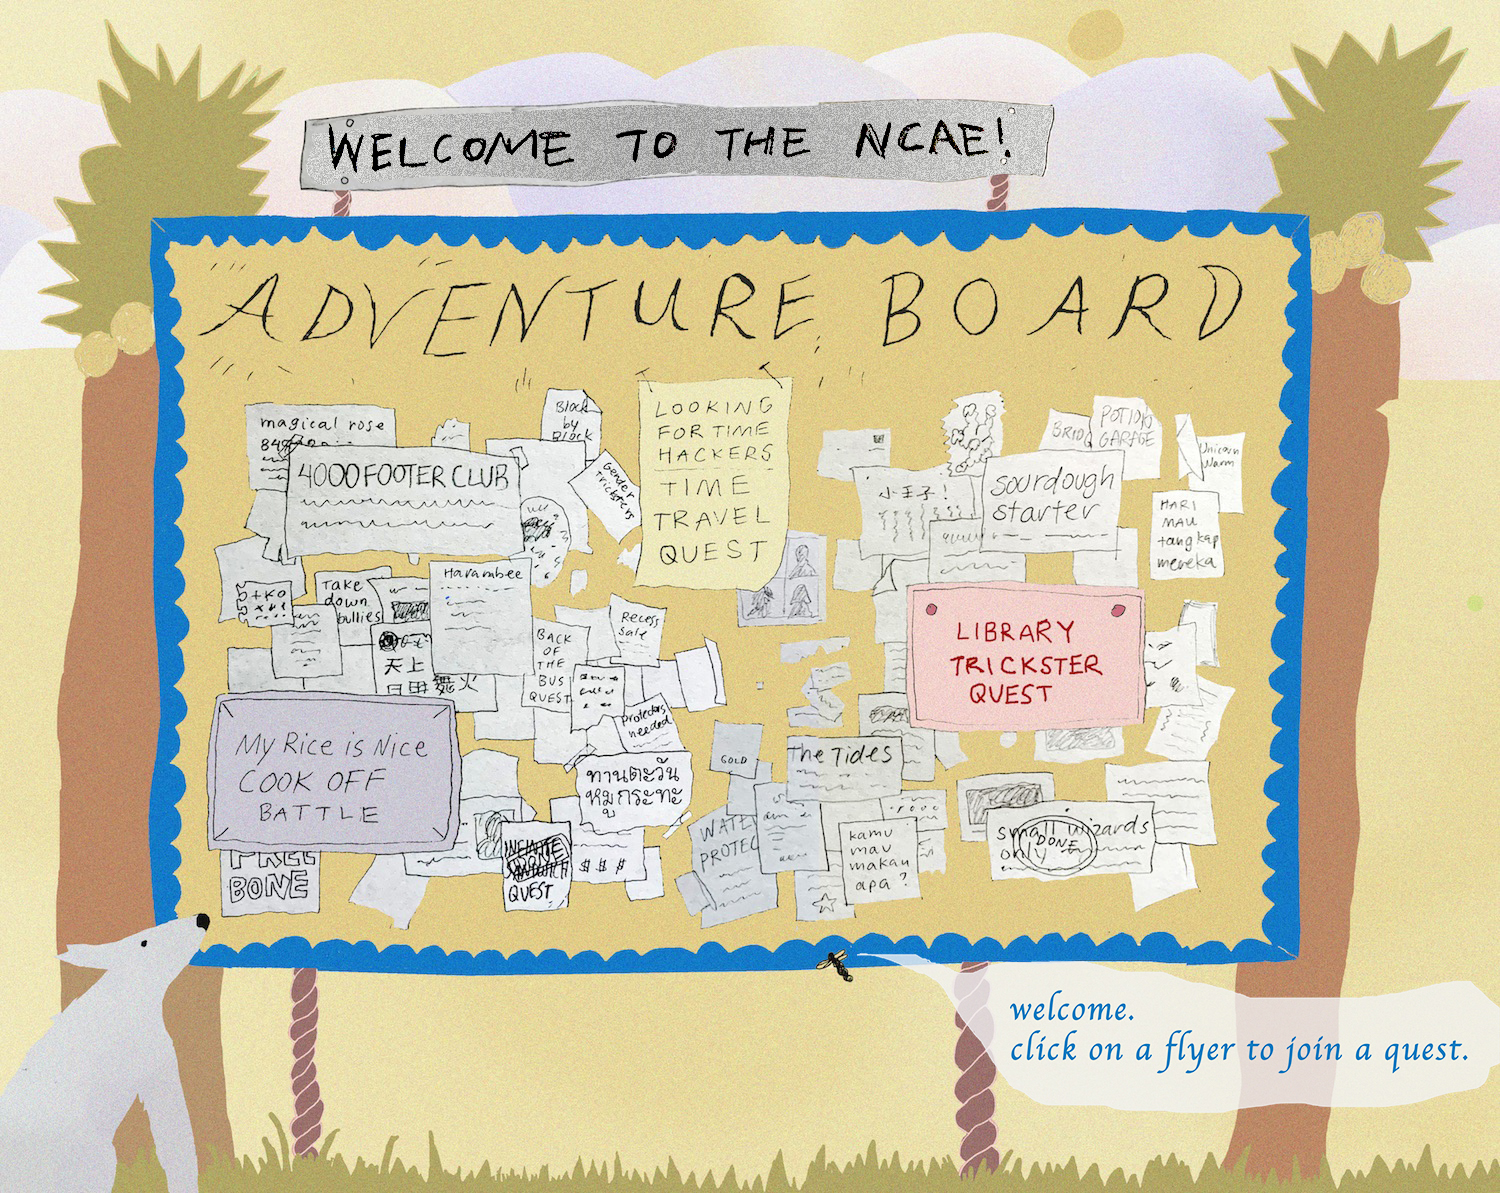 WELCOME TO THE NCAE!
ADVENTURE BOARD
magical rose
4000 FOOTER CLUB
Block
by
Block
Gender
Tricksters
LOOKING
FOR TIME
HACKERS
TIME
TRAVEL
QUEST
小王子!
sourdough
starter
POTION
GARAGE
Unicorn
Warm
HARI
MAU
tangkap
mereka
Take
down
bullies
Harambee
天上
BACK
OF
THE
BUS
QUEST
Recess
sale
Protectors
needed
LIBRARY
TRICKSTER
QUEST
My Rice is Nice
COOK OFF
BATTLE
FREE
BONE
ทานตะวัน
หมูกระทะ
INFINITE
DONE
SANDWICH
QUEST
$ $ $
GOLD
The Tides
WATER
PROTEC
kamu
mau
makan
apa?
small wizards
only
DONE
welcome.
click on a flyer to join a quest.